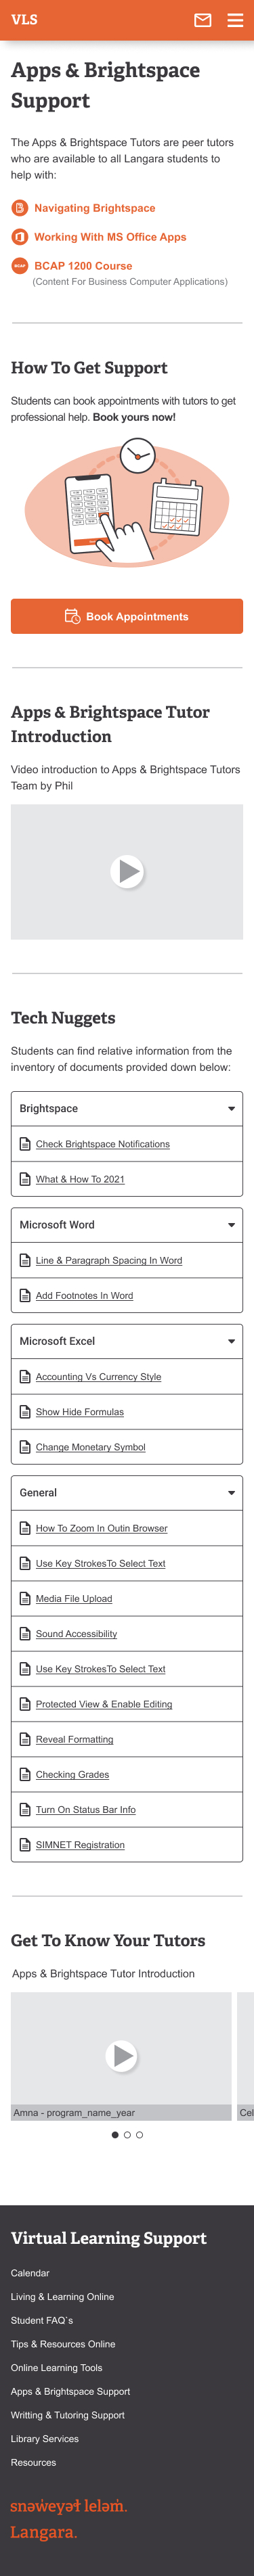 VLS
Apps & Brightspace
Support
The Apps & Brightspace Tutors are peer tutors
who are available to all Langara students to
help with:
Navigating Brightspace
Working With MS Office Apps
BCAP BCAP 1200 Course
(Content For Business Computer Applications)
How To Get Support
Students can book appointments with tutors to get
professional help. Book yours now!
Book Appointments
Apps & Brightspace Tutor
Introduction
Video introduction to Apps & Brightspace Tutors
Team by Phil
Tech Nuggets
Students can find relative information from the
inventory of documents provided down below:
Brightspace
Check Brightspace Notifications
What & How To 2021
Microsoft Word
Line & Paragraph Spacing In Word
Add Footnotes In Word
Microsoft Excel
Accounting Vs Currency Style
Show Hide Formulas
Change Monetary Symbol
General
How To Zoom In Outin Browser
Use Key StrokesTo Select Text
Media File Upload
Sound Accessibility
Use Key StrokesTo Select Text
Protected View & Enable Editing
Reveal Formatting
Checking Grades
Turn On Status Bar Info
SIMNET Registration
Get To Know Your Tutors
Apps & Brightspace Tutor Introduction
Amna - program_name_year
Cel
Virtual Learning Support
Calendar
Living & Learning Online
Student FAQ´s
Tips & Resources Online
Online Learning Tools
Apps & Brightspace Support
Writting & Tutoring Support
Library Services
Resources
snəw̓eyəɬ leləm̓.
Langara.